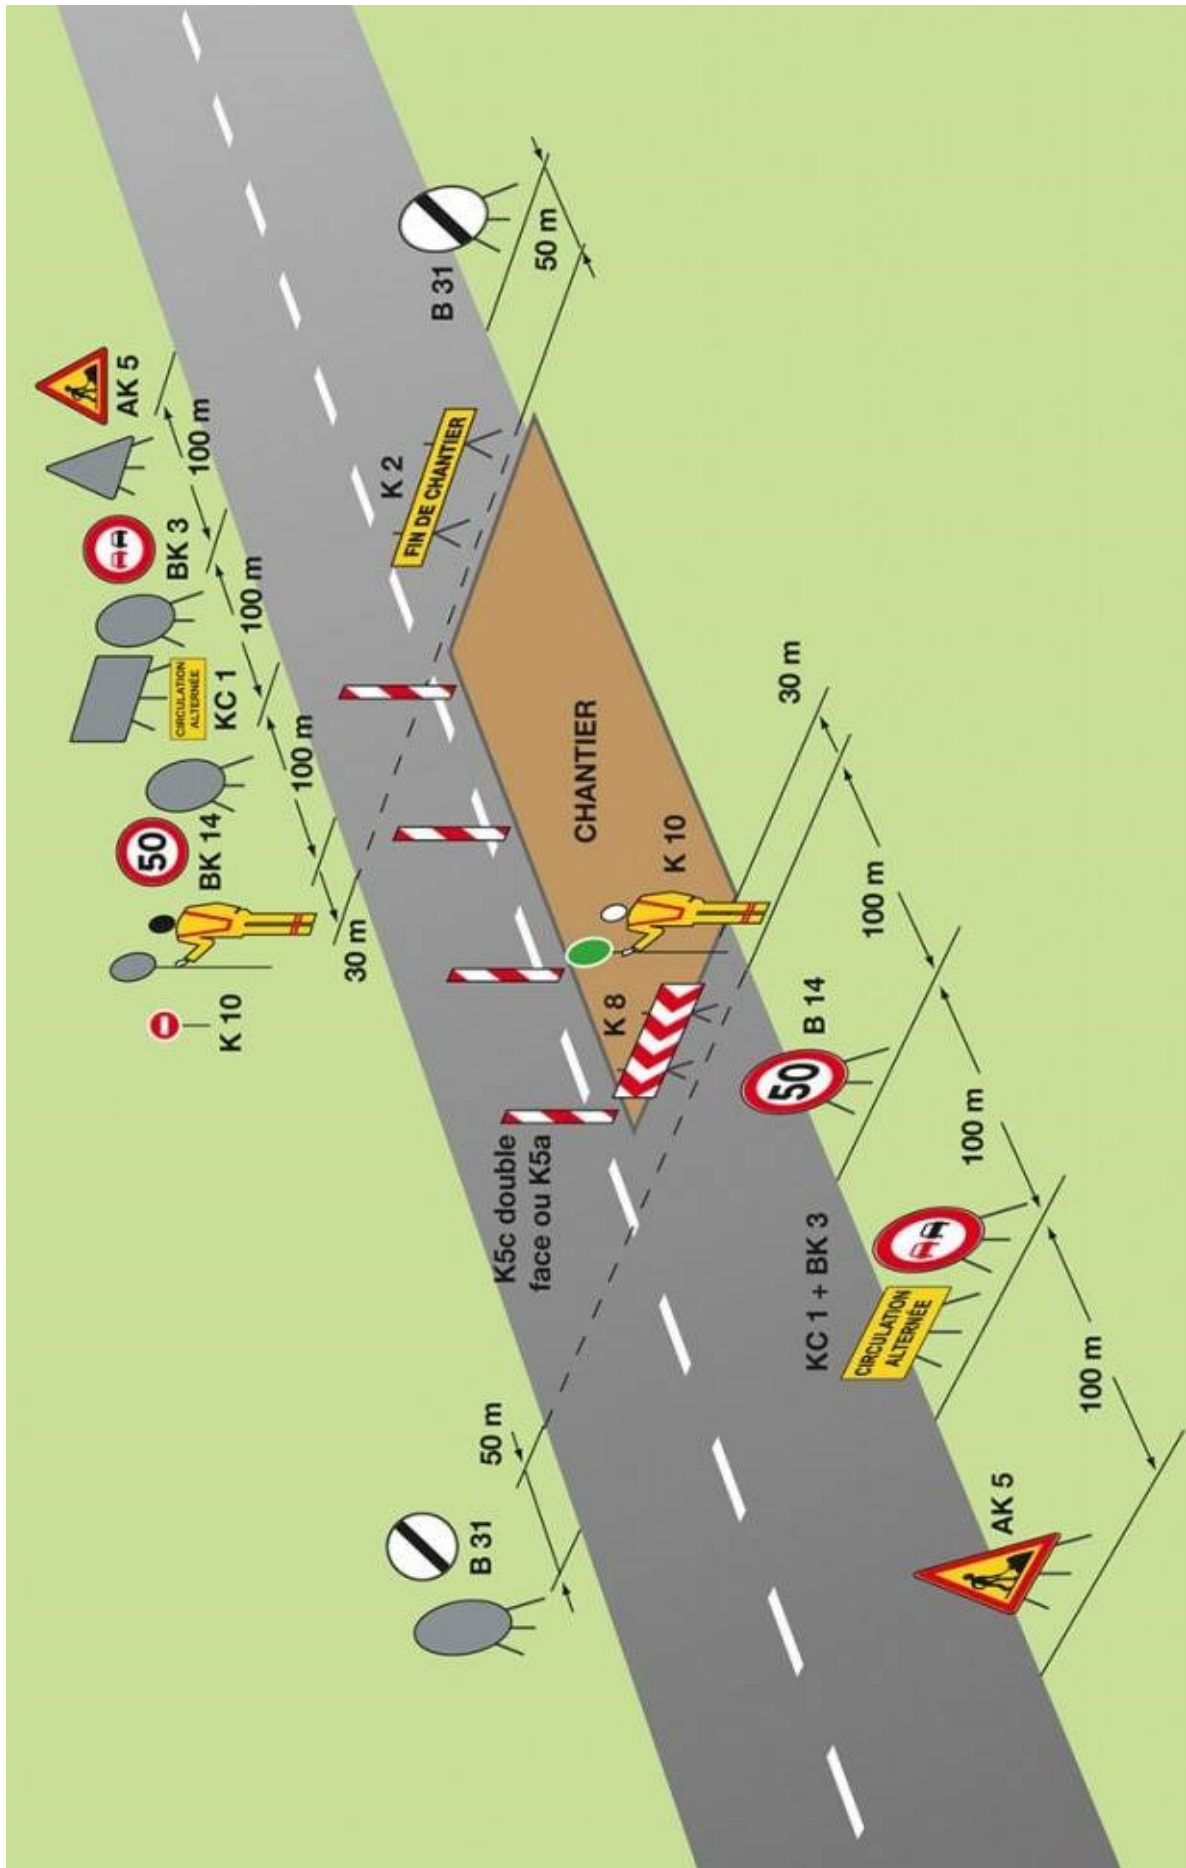 AK 5
100 m
BK 3
100 m
CIRCULATION
ALTERNÉE
KC 1
100 m
50
BK 14
30 m
K 10
B 31
50 m
K 2
FIN DE CHANTIER
CHANTIER
K 10
K 8
K5c double
face ou K5a
30 m
100 m
50
B 14
100 m
KC 1 + BK 3
CIRCULATION
ALTERNÉE
100 m
AK 5
50 m
B 31